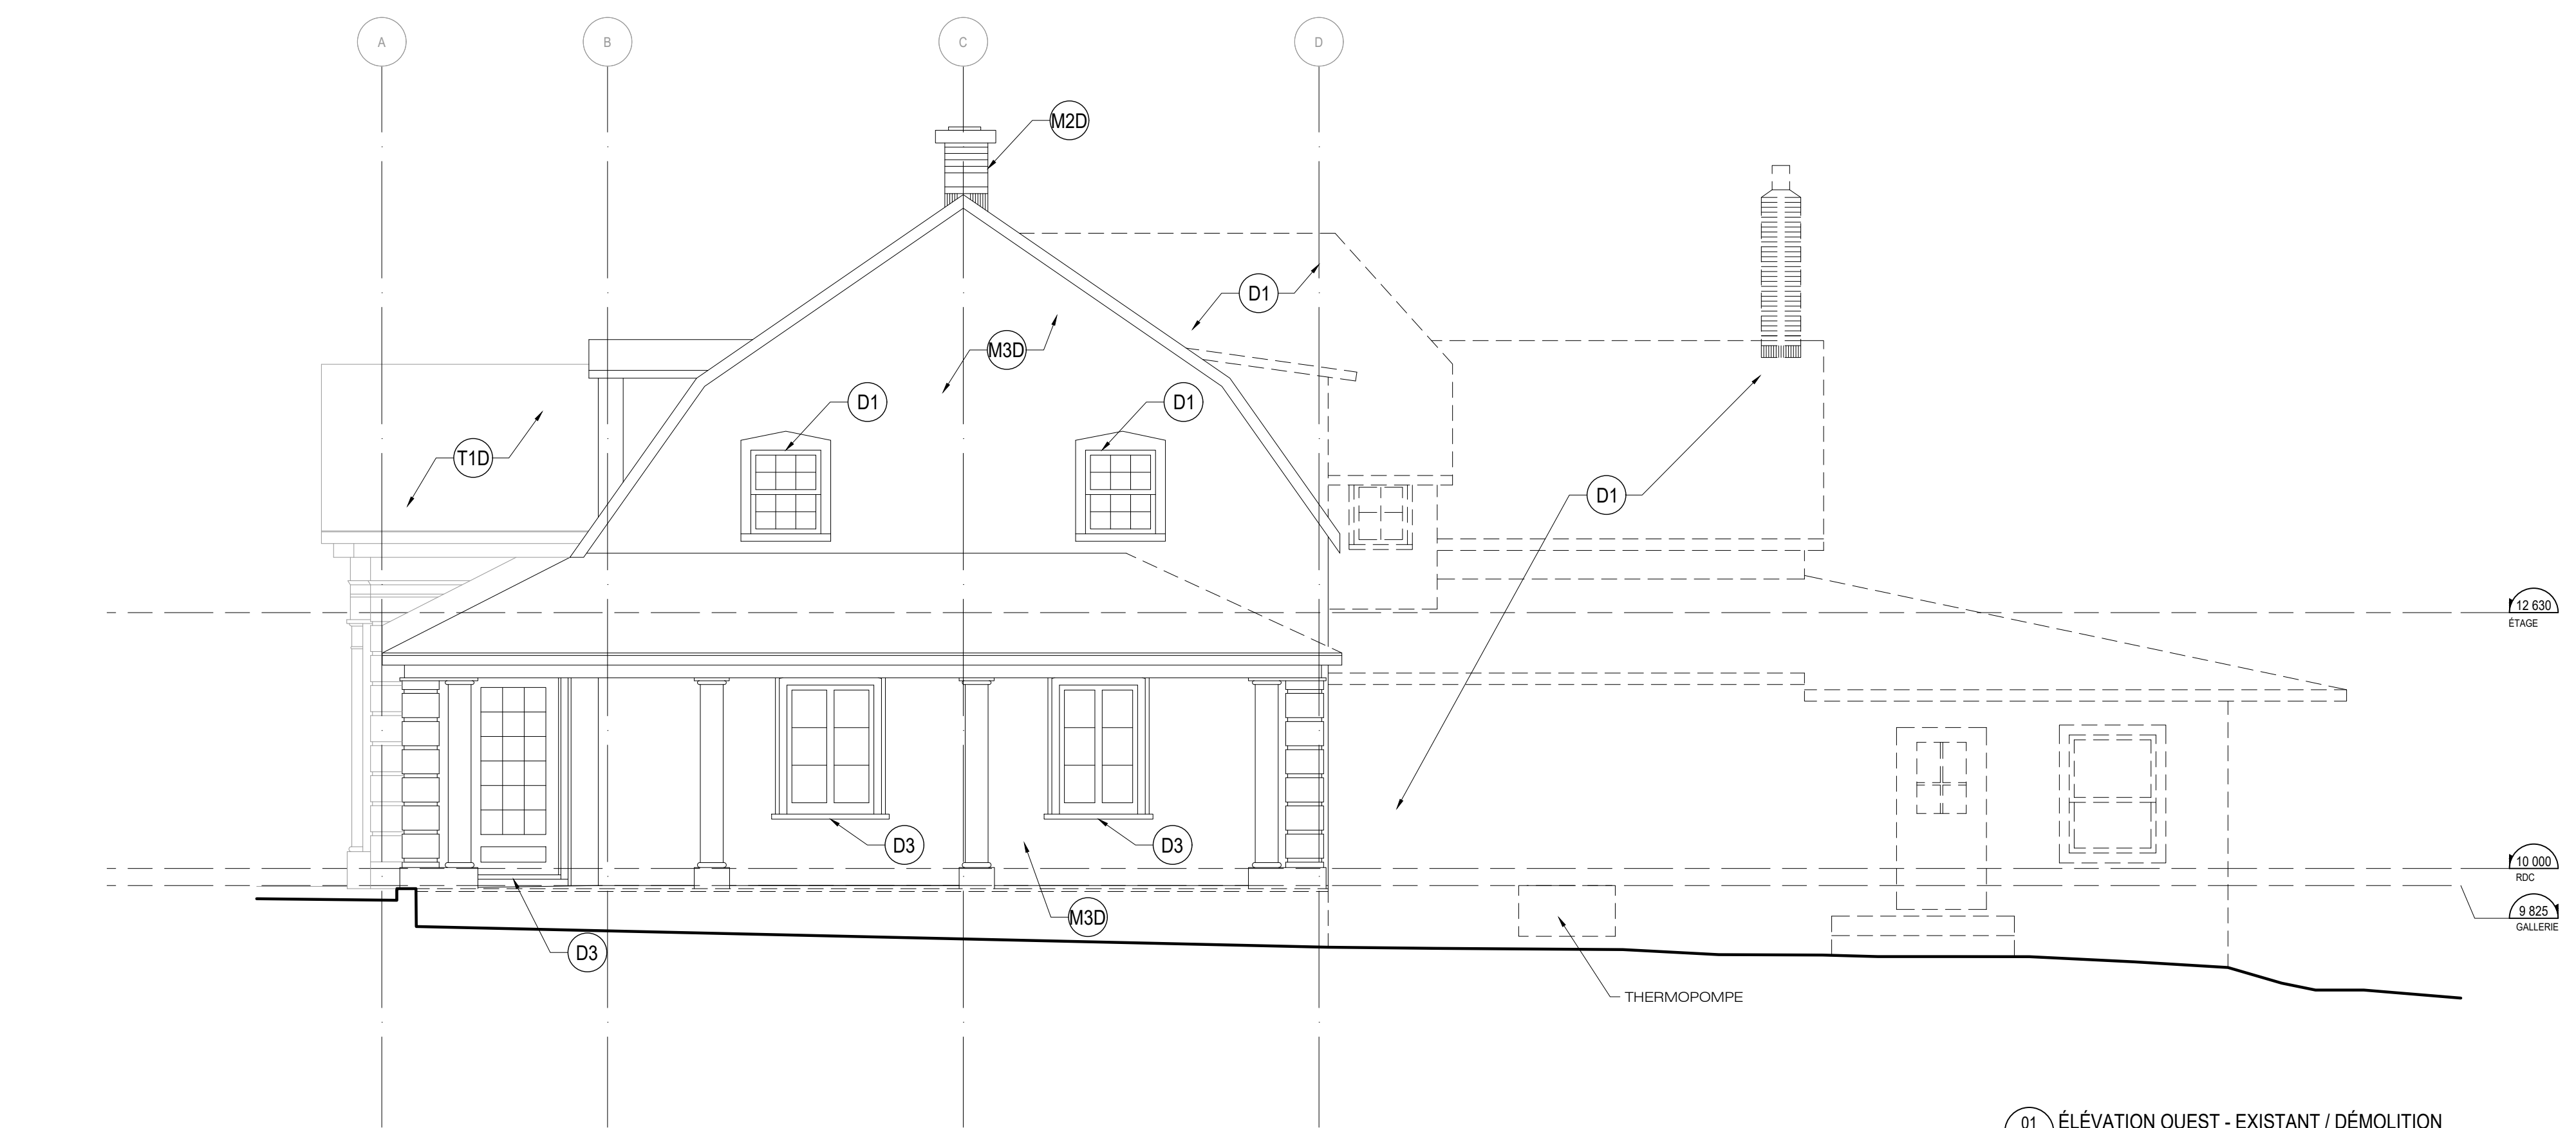 A
B
C
D
M2D
D1
M3D
D1
D1
T1D
D1
12 630
ÉTAGE
D3
D3
10 000
RDC
9 825
GALLERIE
M3D
D3
THERMOPOMPE
01
ÉLÉVATION OUEST - EXISTANT / DÉMOLITION